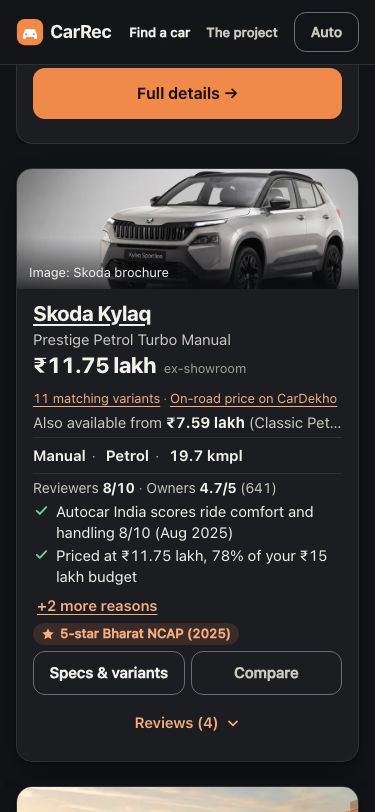 CarRec
Find a car
The project
Auto
Full details →
Kylaq Sportline
Image: Skoda brochure
Skoda Kylaq
Prestige Petrol Turbo Manual
₹11.75 lakh ex-showroom
11 matching variants · On-road price on CarDekho
Also available from ₹7.59 lakh (Classic Pet...
Manual · Petrol · 19.7 kmpl
Reviewers 8/10 · Owners 4.7/5 (641)
Autocar India scores ride comfort and
handling 8/10 (Aug 2025)
Priced at ₹11.75 lakh, 78% of your ₹15
lakh budget
+2 more reasons
5-star Bharat NCAP (2025)
Specs & variants
Compare
Reviews (4)